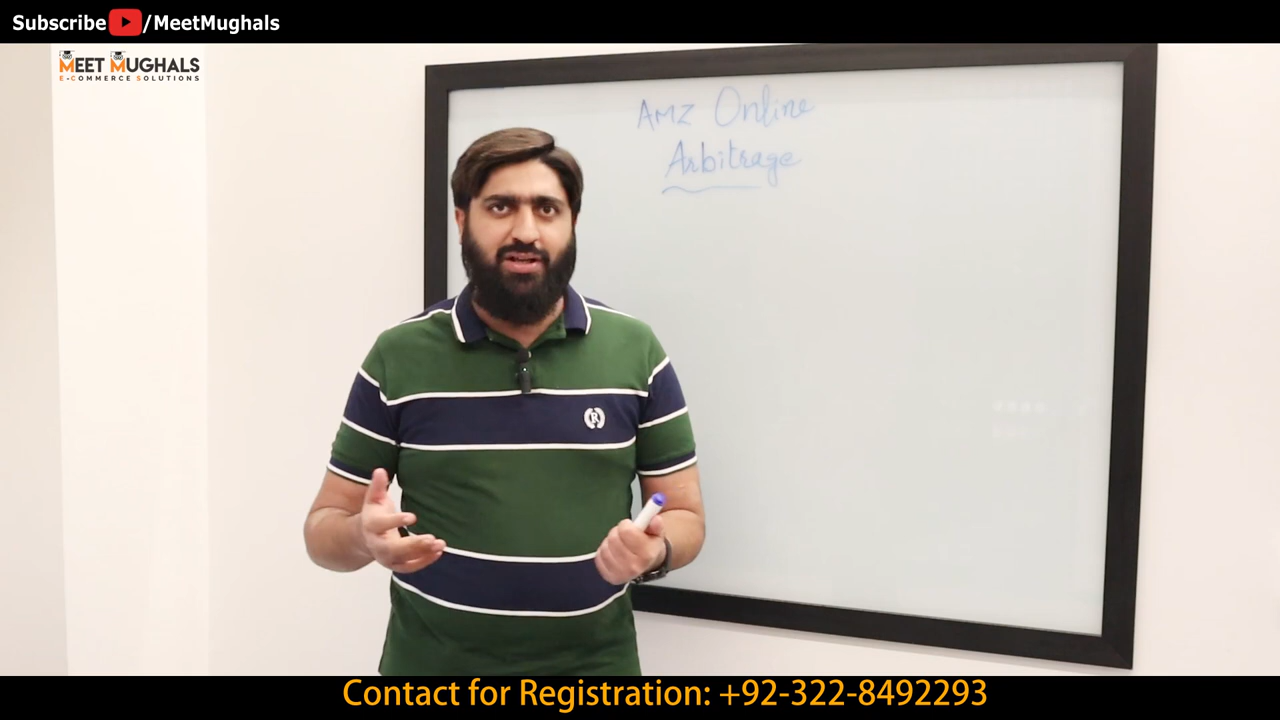 Subscribe /MeetMughals
MEET MUGHALS
E-COMMERCE SOLUTIONS
AMZ Online
Arbitrage
R
Contact for Registration: +92-322-8492293